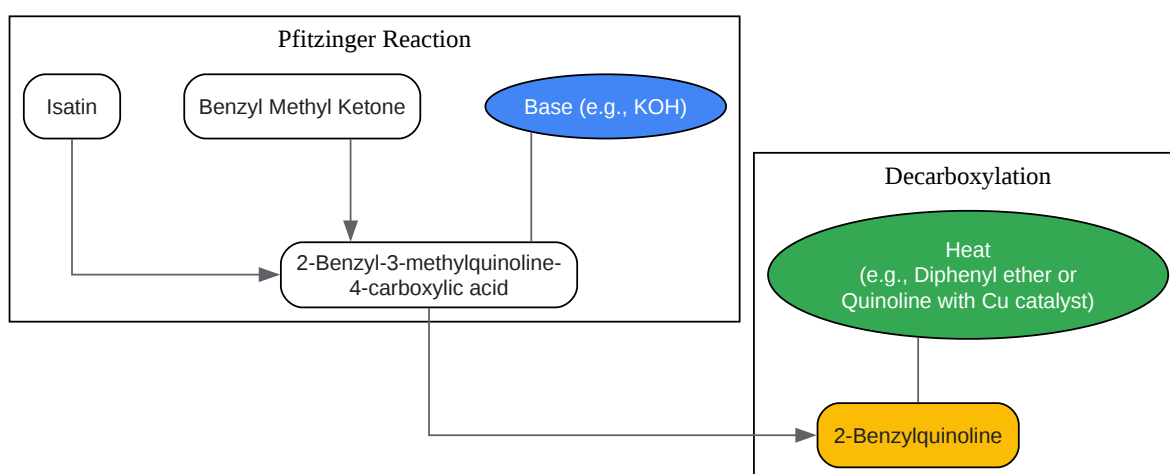 Pfitzinger Reaction
Isatin
Benzyl Methyl Ketone
Base (e.g., KOH)
2-Benzyl-3-methylquinoline-
4-carboxylic acid
Decarboxylation
Heat
(e.g., Diphenyl ether or
Quinoline with Cu catalyst)
2-Benzylquinoline